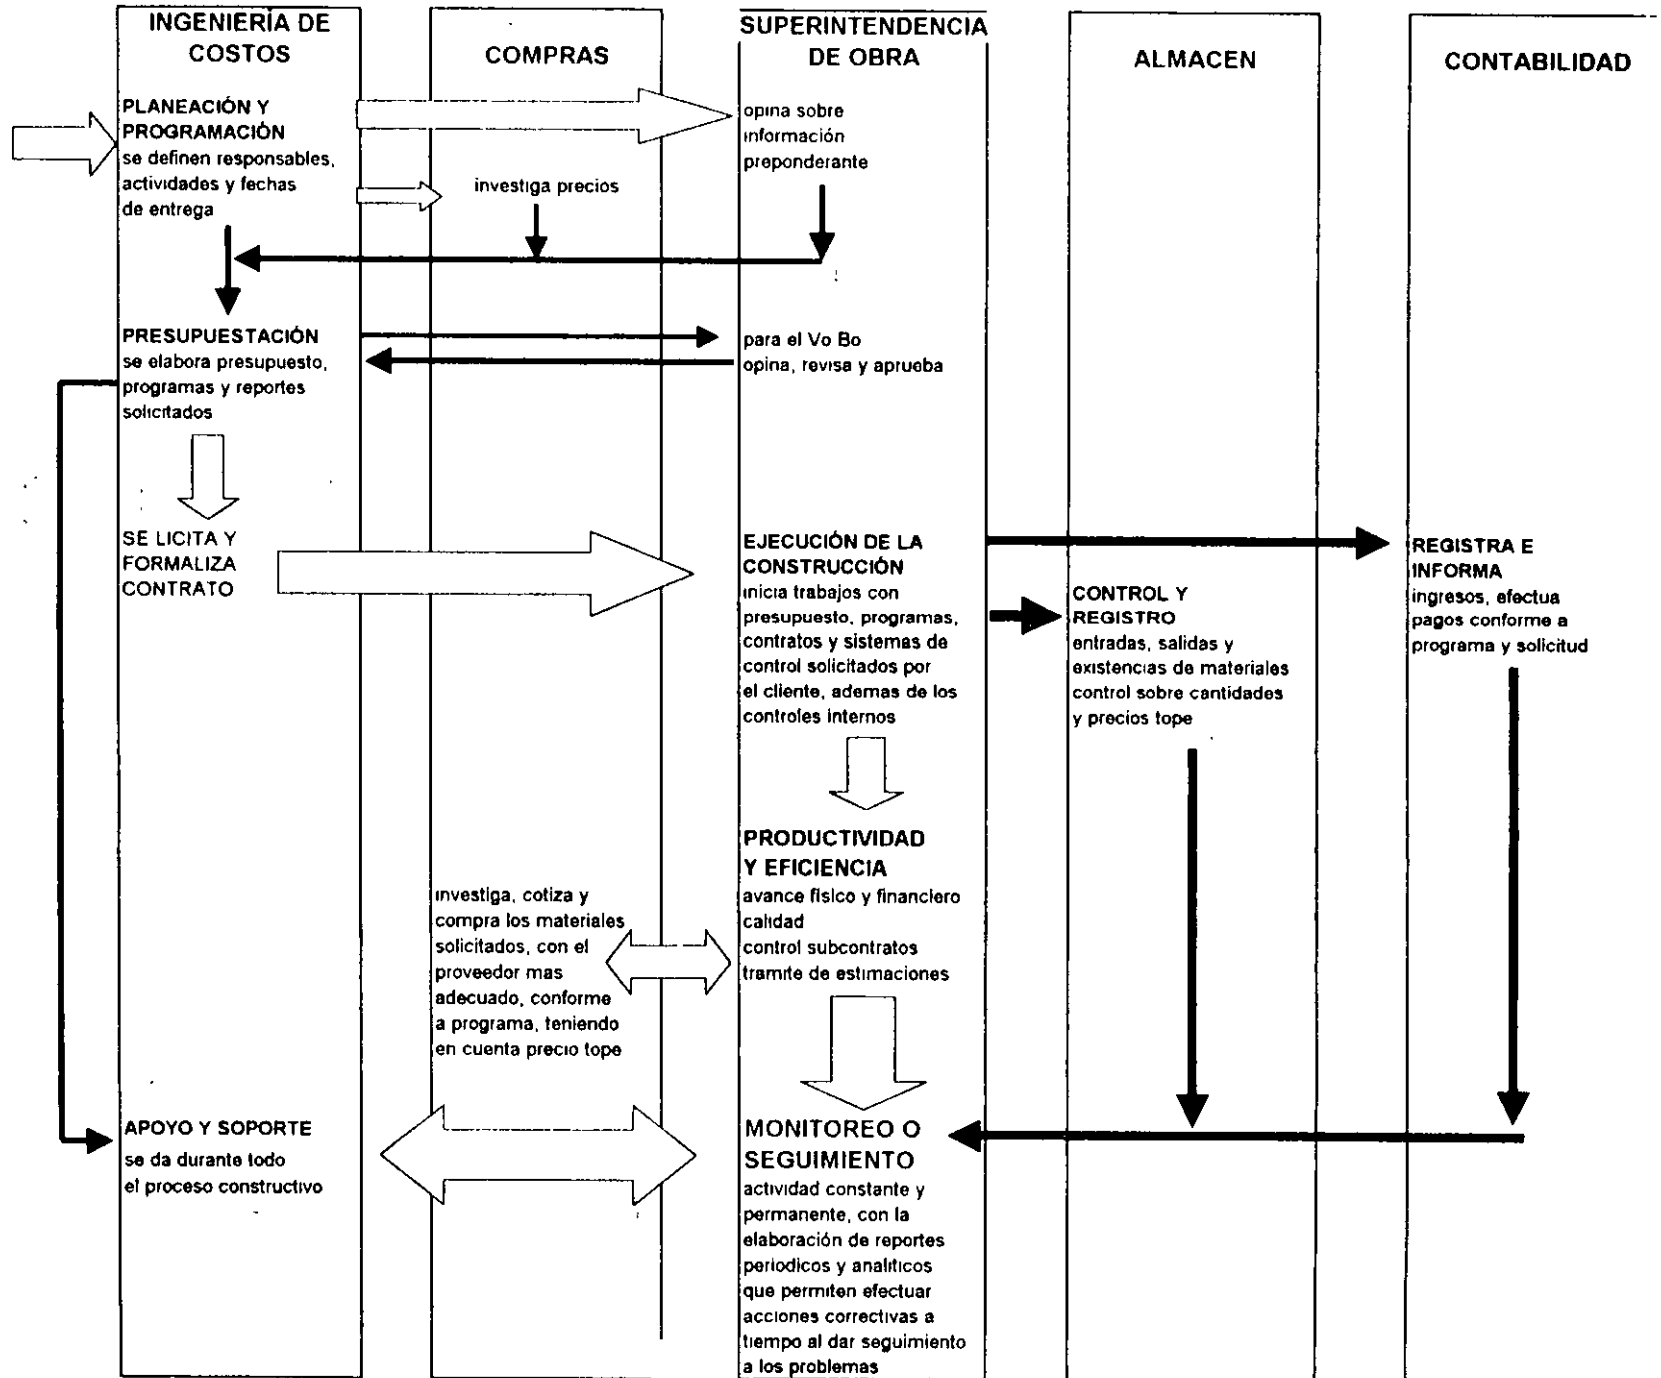 INGENIERÍA DE
COSTOS
COMPRAS
SUPERINTENDENCIA
DE OBRA
ALMACEN
CONTABILIDAD
PLANEACIÓN Y
PROGRAMACIÓN
se definen responsables,
actividades y fechas
de entrega
investiga precios
opina sobre
información
preponderante
PRESUPUESTACIÓN
se elabora presupuesto,
programas y reportes
solicitados
para el Vo Bo
opina, revisa y aprueba
SE LICITA Y
FORMALIZA
CONTRATO
EJECUCIÓN DE LA
CONSTRUCCIÓN
inicia trabajos con
presupuesto, programas,
contratos y sistemas de
control solicitados por
el cliente, ademas de los
controles internos
CONTROL Y
REGISTRO
entradas, salidas y
existencias de materiales
control sobre cantidades
y precios tope
REGISTRA E
INFORMA
ingresos, efectua
pagos conforme a
programa y solicitud
PRODUCTIVIDAD
Y EFICIENCIA
avance fisico y financiero
calidad
control subcontratos
tramite de estimaciones
investiga, cotiza y
compra los materiales
solicitados, con el
proveedor mas
adecuado, conforme
a programa, teniendo
en cuenta precio tope
APOYO Y SOPORTE
se da durante todo
el proceso constructivo
MONITOREO O
SEGUIMIENTO
actividad constante y
permanente, con la
elaboración de reportes
periodicos y analiticos
que permiten efectuar
acciones correctivas a
tiempo al dar seguimiento
a los problemas